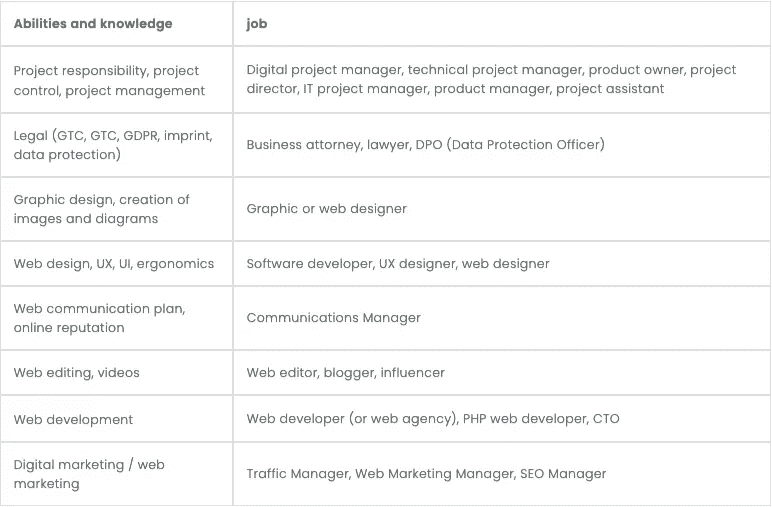 Abilities and knowledge
job
Project responsibility, project
control, project management
Digital project manager, technical project manager, product owner, project
director, IT project manager, product manager, project assistant
Legal (GTC, GTC, GDPR, imprint,
data protection)
Business attorney, lawyer, DPO (Data Protection Officer)
Graphic design, creation of
images and diagrams
Graphic or web designer
Web design, UX, UI, ergonomics
Software developer, UX designer, web designer
Web communication plan,
online reputation
Communications Manager
Web editing, videos
Web editor, blogger, influencer
Web development
Web developer (or web agency), PHP web developer, CTO
Digital marketing / web
marketing
Traffic Manager, Web Marketing Manager, SEO Manager